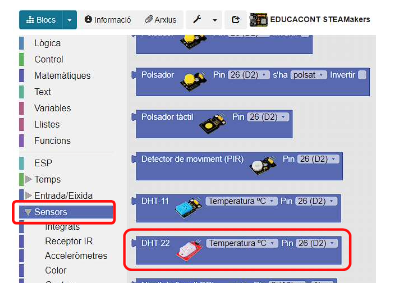 Blocs Informació Arxius EDUCACONT STEAMakers
Lògica
Control
Matemàtiques
Text
Variables
Llistes
Funcions
ESP
Temps
Entrada/Eixida
Sensors
Integrats
Receptor IR
Acceleròmetres
Color
Polsador Pin 26 (D2) s'ha polsat Invertir
Polsador tàctil Pin 26 (D2)
Detector de movment (PIR) Pin 26 (D2)
DHT-11 Temperatura ºC Pin 26 (D2)
DHT 22 Temperatura ºC Pin 26 (D2)